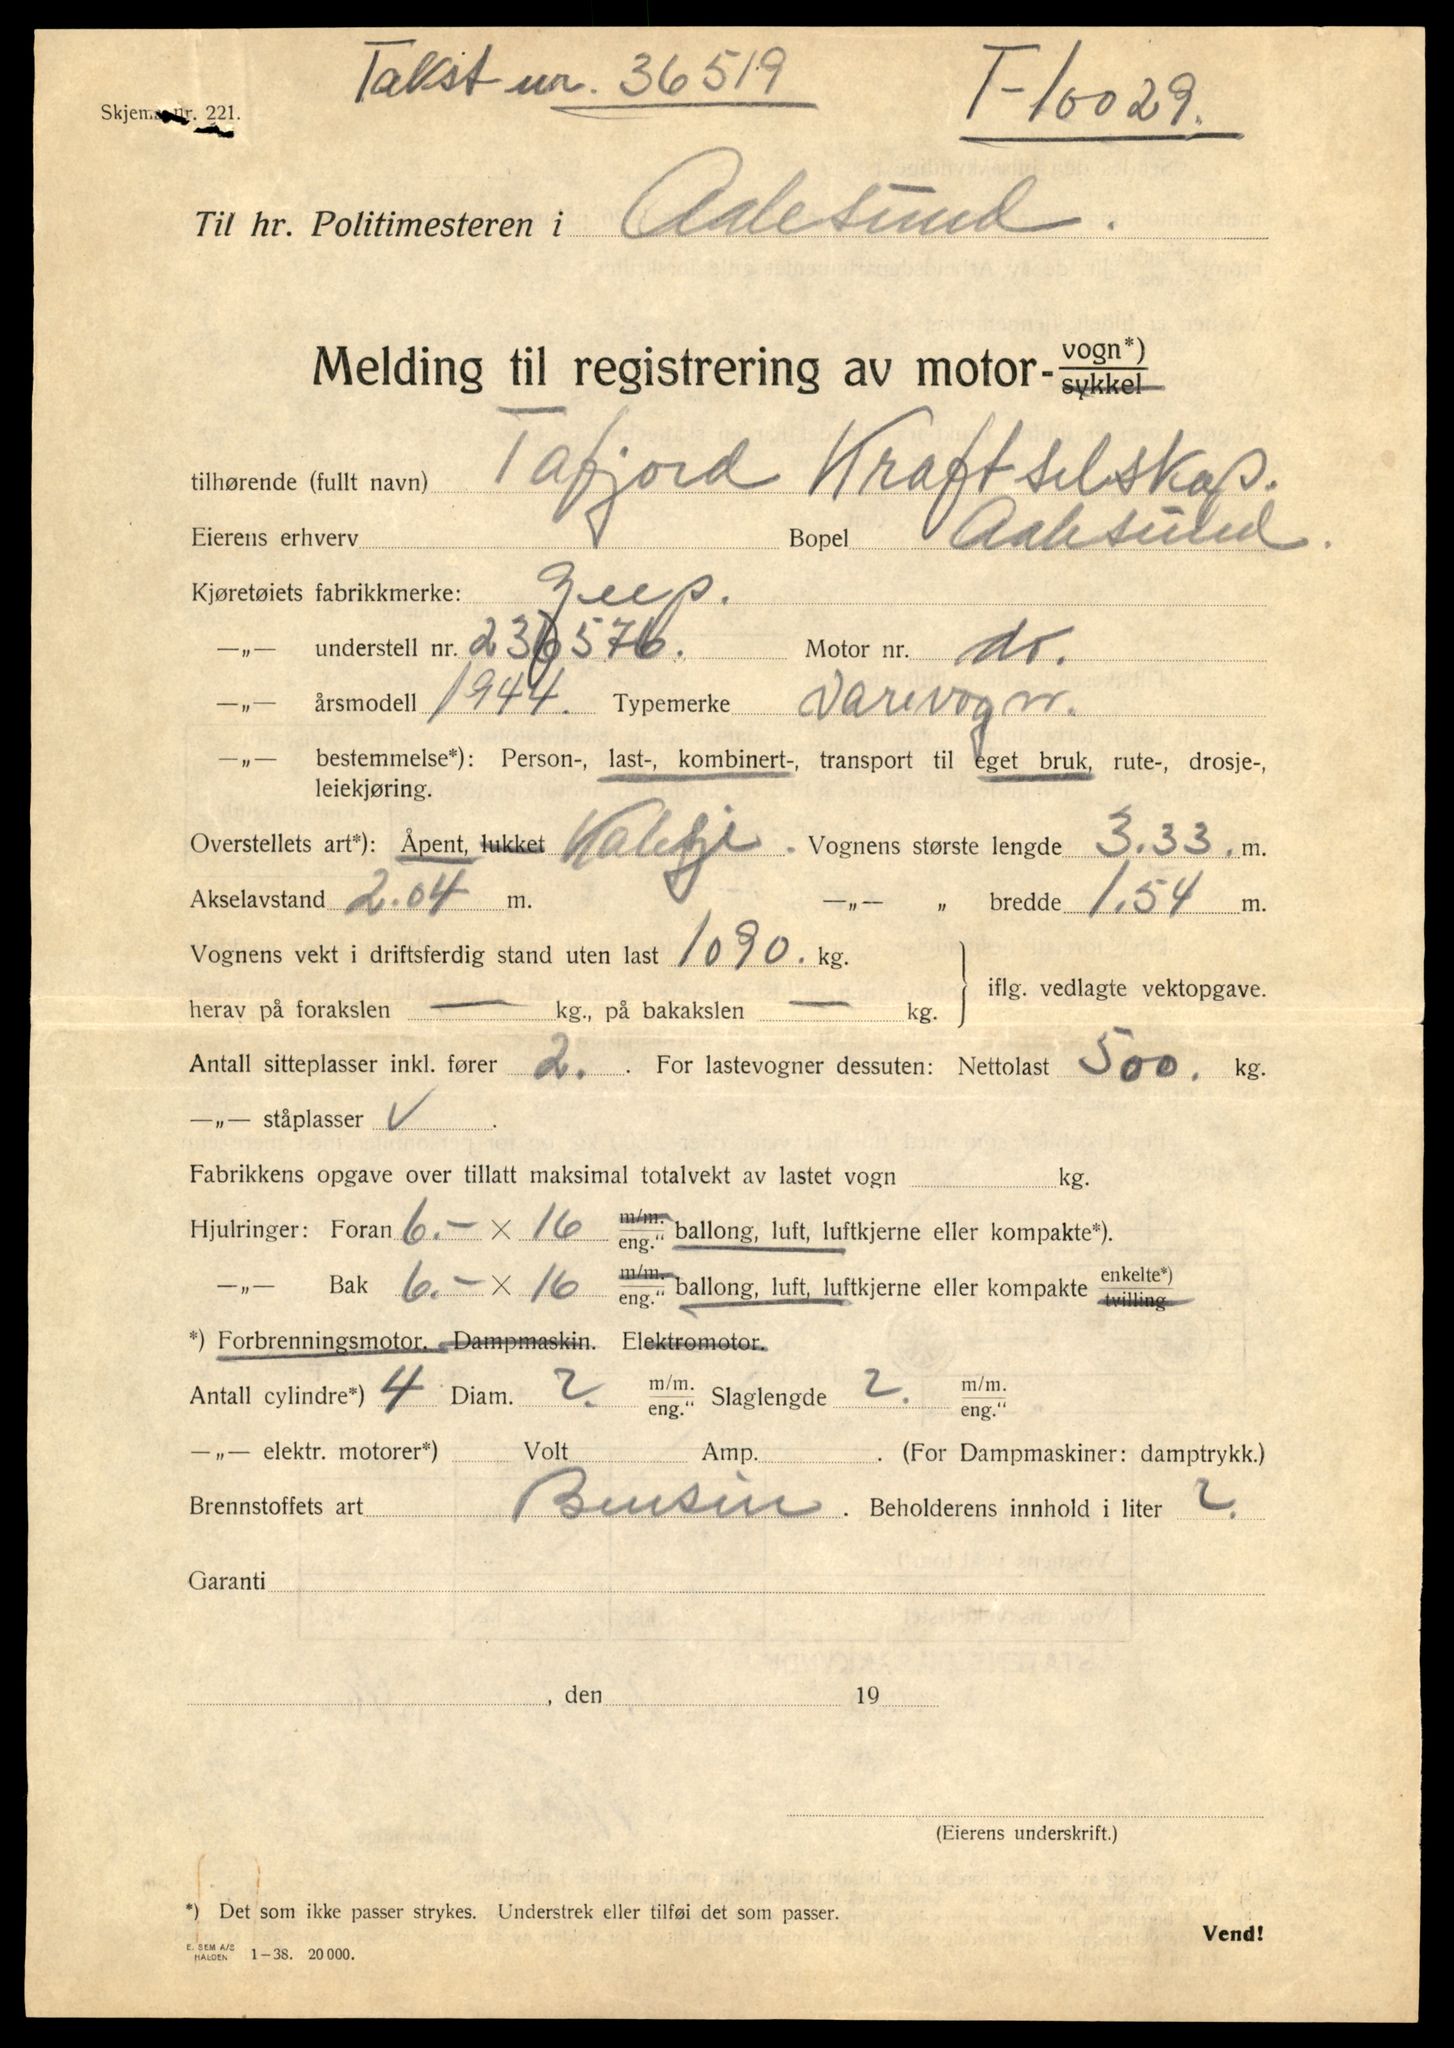 Takst nr. 36519
T-10029.
Skjema nr. 221.
Til hr. Politimesteren i Aalesund.
Melding til registrering av motor- vogn*) sykkel
tilhørende (fullt navn) Tafjord Kraftselskap.
Eierens erhverv Bopel Aalesund.
Kjøretøiets fabrikkmerke: Jeep.
—„— understell nr. 236576. Motor nr. do.
—„— årsmodell 1944. Typemerke Varevogn.
—„— bestemmelse*): Person-, last-, kombinert-, transport til eget bruk, rute-, drosje-,
leiekjøring.
Overstellets art*): Åpent, lukket Kalesje. Vognens største lengde 3.33. m.
Akselavstand 2.04 m. —„— „ bredde 1.54 m.
Vognens vekt i driftsferdig stand uten last 1090. kg.
herav på forakslen — kg., på bakakslen — kg. iflg. vedlagte vektopgave.
Antall sitteplasser inkl. fører 2. . For lastevogner dessuten: Nettolast 500. kg.
—„— ståplasser √ .
Fabrikkens opgave over tillatt maksimal totalvekt av lastet vogn kg.
Hjulringer: Foran 6.- × 16 m/m. eng.“ ballong, luft, luftkjerne eller kompakte*).
—„— Bak 6.- × 16 m/m. eng.“ ballong, luft, luftkjerne eller kompakte enkelte*) tvilling
*) Forbrenningsmotor. Dampmaskin. Elektromotor.
Antall cylindre*) 4 Diam. ?. m/m. eng.“ Slaglengde ?. m/m. eng.“
—„— elektr. motorer*) Volt Amp. . (For Dampmaskiner: damptrykk.)
Brennstoffets art Bensin . Beholderens innhold i liter ?.
Garanti
, den 19
(Eierens underskrift.)
*) Det som ikke passer strykes. Understrek eller tilføi det som passer.
Vend!
E. SEM A/S HALDEN 1-38. 20 000.